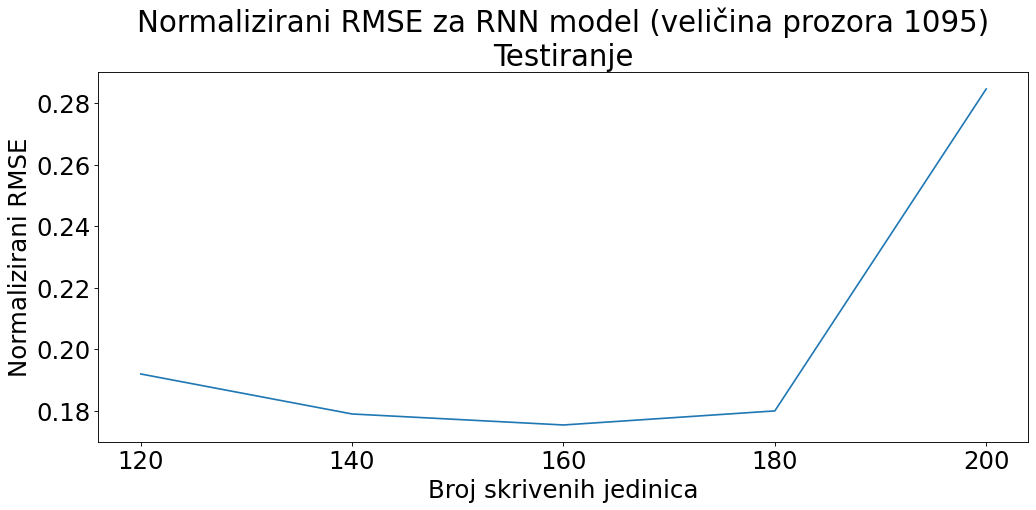 Normalizirani RMSE za RNN model (veličina prozora 1095)
Testiranje
Normalizirani RMSE
0.28
0.26
0.24
0.22
0.20
0.18
120 140 160 180 200
Broj skrivenih jedinica